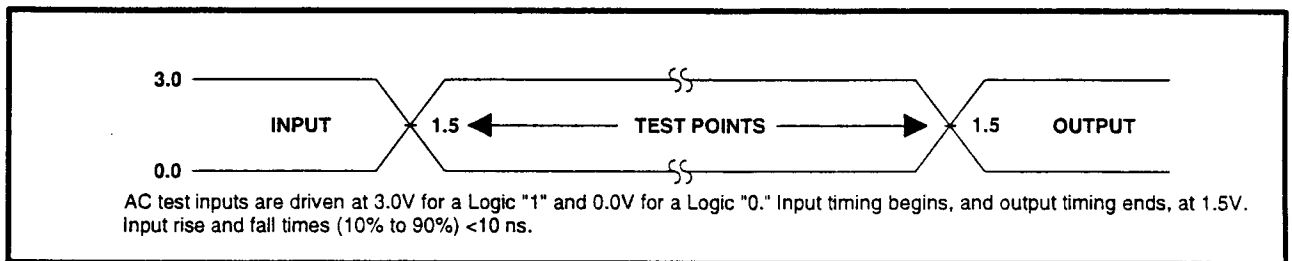 3.0
INPUT 1.5 TEST POINTS 1.5 OUTPUT
0.0
AC test inputs are driven at 3.0V for a Logic "1" and 0.0V for a Logic "0." Input timing begins, and output timing ends, at 1.5V.
Input rise and fall times (10% to 90%) <10 ns.